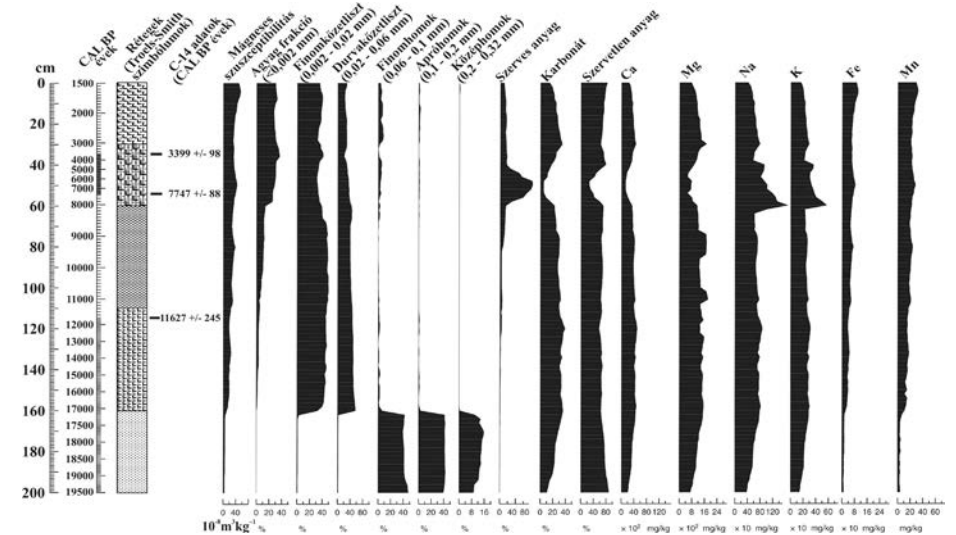 CAL BP
évek
Rétegek
(Troels-Smith
szimbólumok)
C-14 adatok
(CAL BP évek)
Mágneses
szuszceptibilitás
Agyag frakció
(<0,002 mm)
Finomkőzetliszt
(0,002 - 0,02 mm)
Durvakőzetliszt
(0,02 - 0,06 mm)
Finomhomok
(0,06 - 0,1 mm)
Apróhomok
(0,1 - 0,2 mm)
Középhomok
(0,2 - 0,32 mm)
Szerves anyag
Karbonát
Szervetlen anyag
Ca
Mg
Na
K
Fe
Mn
cm
0
20
40
60
80
100
120
140
160
180
200
1500
2000
3000
4000
5000
6000
7000
8000
9000
10000
11000
12000
13000
14000
15000
16000
17000
17500
18000
18500
19000
19500
3399 +/- 98
7747 +/- 88
11627 +/- 245
0 20 40
0 20 40
0 20 40
0 20 40
0 20 40
0 20 40
0 8 16
0 40 80
0 20 40
0 20 40
0 40 80 120
0 8 16 24
0 40 80 120
0 20 40 60
0 8 16 24
0 20 40 60
10⁻⁸m³kg⁻¹ % % % % % % % % % × 10² mg/kg × 10² mg/kg × 10 mg/kg × 10 mg/kg × 10 mg/kg mg/kg